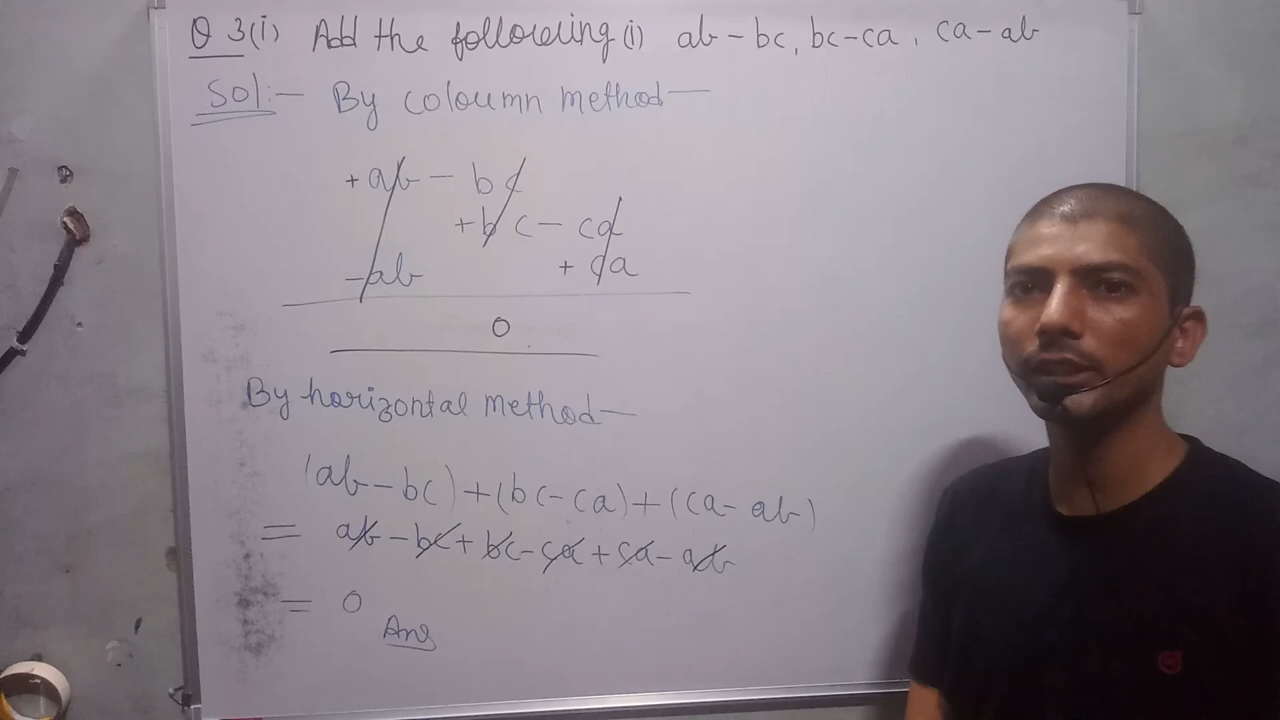 Q 3(i) Add the following (i) ab - bc, bc - ca, ca - ab
Sol:- By coloumn method—
+ab - bc
+bc - ca
-ab + ca
0
By horizontal method—
(ab - bc) + (bc - ca) + (ca - ab)
= ab - bc + bc - ca + ca - ab
= 0
Ans